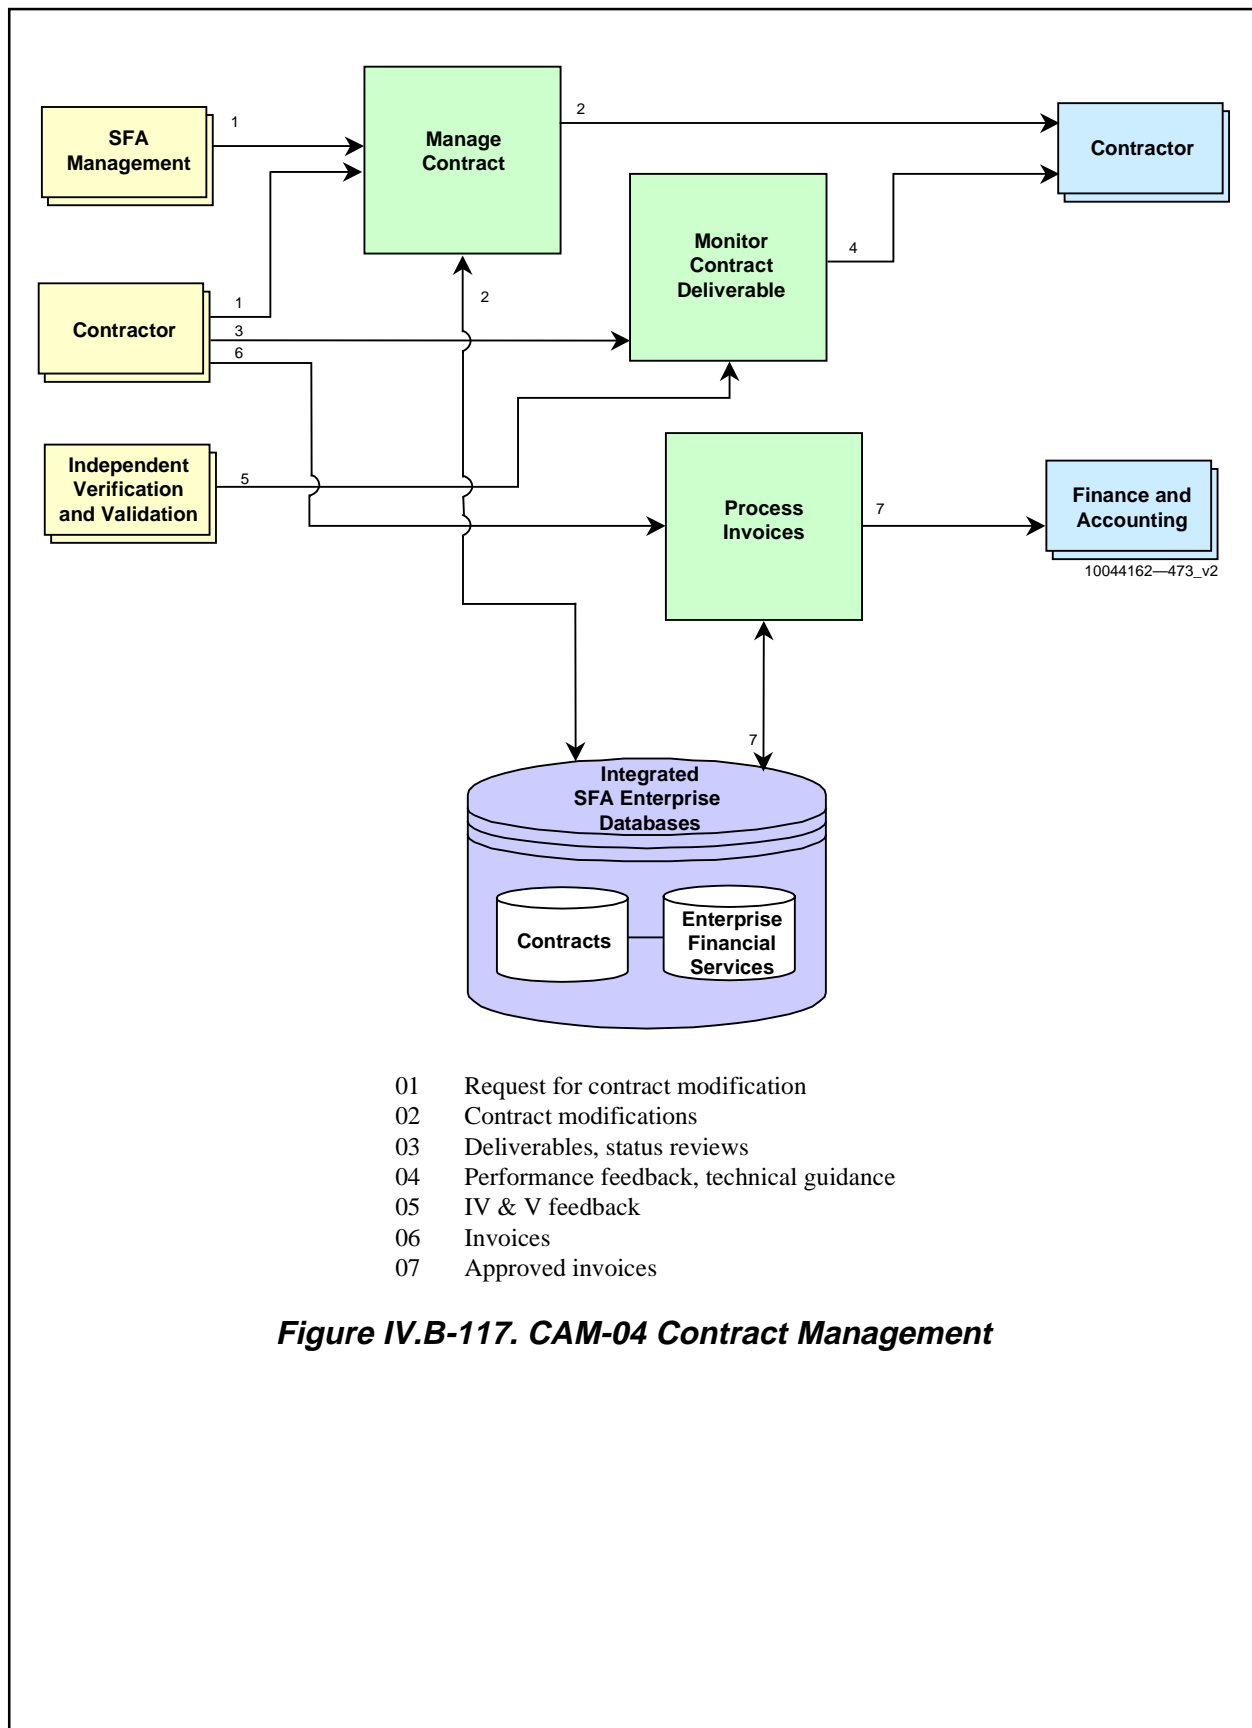 SFA
Management
1
Manage
Contract
2
Contractor
Monitor
Contract
Deliverable
4
2
Contractor
1
3
6
Independent
Verification
and Validation
5
Process
Invoices
7
Finance and
Accounting
10044162—473_v2
7
Integrated
SFA Enterprise
Databases
Contracts
Enterprise
Financial
Services
01 Request for contract modification
02 Contract modifications
03 Deliverables, status reviews
04 Performance feedback, technical guidance
05 IV & V feedback
06 Invoices
07 Approved invoices
Figure IV.B-117. CAM-04 Contract Management